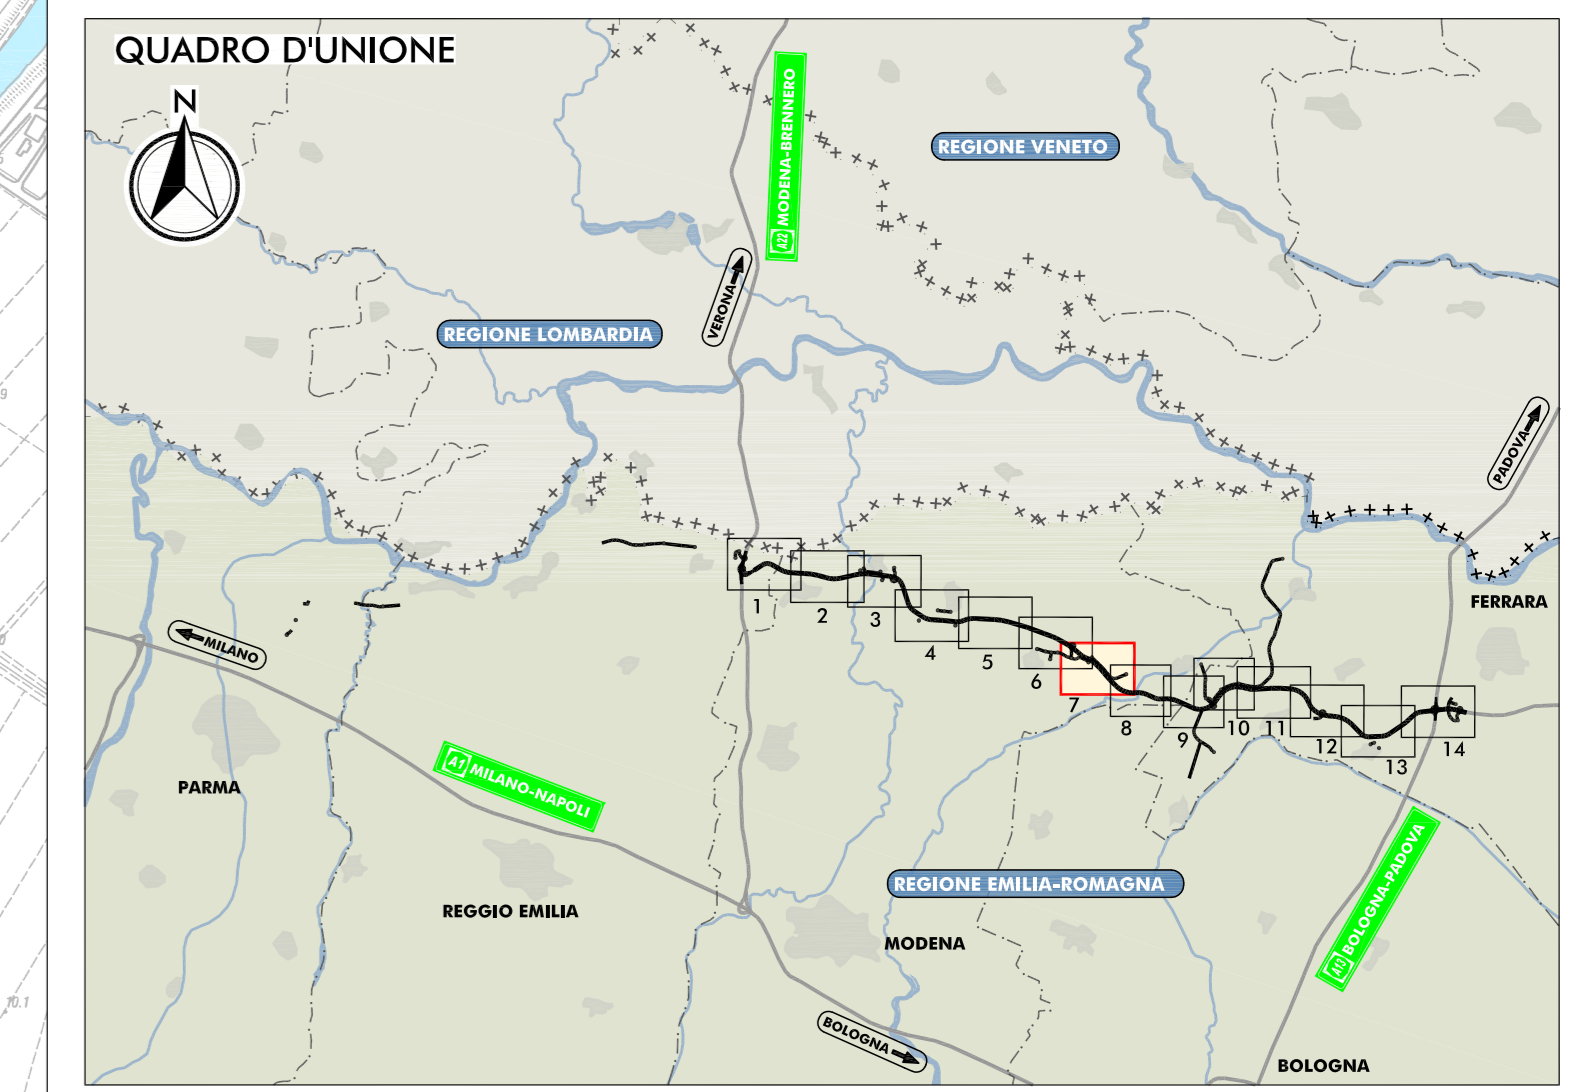 QUADRO D'UNIONE
N
A22 MODENA-BRENNERO
REGIONE VENETO
VERONA
REGIONE LOMBARDIA
PADOVA
FERRARA
MILANO
1
2
3
4
5
6
7
8
9
10
11
12
13
14
PARMA
A1 MILANO-NAPOLI
REGIONE EMILIA-ROMAGNA
REGGIO EMILIA
MODENA
A13 BOLOGNA-PADOVA
BOLOGNA
BOLOGNA
10.1